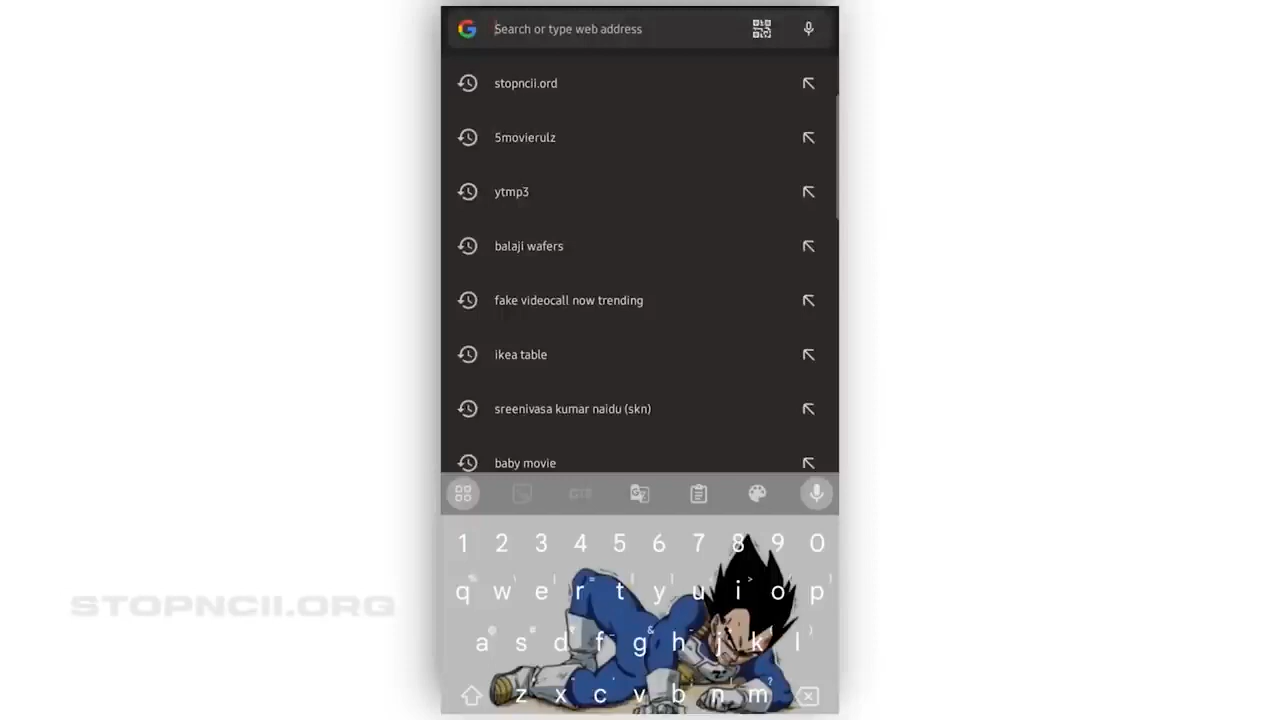 Search or type web address
stopncii.ord
5movierulz
ytmp3
balaji wafers
fake videocall now trending
ikea table
sreenivasa kumar naidu (skn)
baby movie
GIF
1 2 3 4 5 6 7 8 9 0
q w e r t y u i o p
a s d f g h j k l
z x c v b n m
STOPNCII.ORG